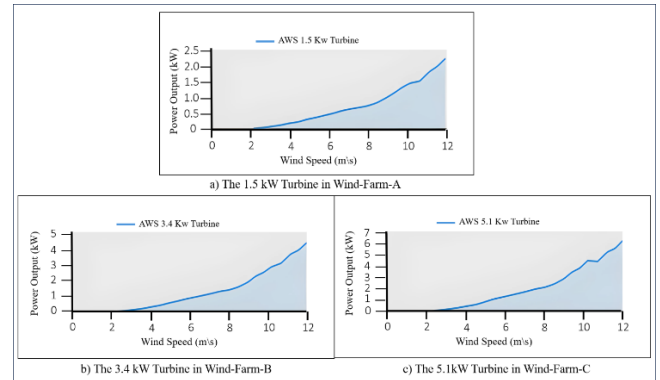 AWS 1.5 Kw Turbine
Power Output (kW)
2.5
2.0
1.5
1.0
0.5
0
0 2 4 6 8 10 12
Wind Speed (m\s)
a) The 1.5 kW Turbine in Wind-Farm-A
AWS 3.4 Kw Turbine
Power Output (kW)
5
4
3
2
1
0
0 2 4 6 8 10 12
Wind Speed (m\s)
b) The 3.4 kW Turbine in Wind-Farm-B
AWS 5.1 Kw Turbine
Power Output (kW)
7
6
5
4
3
2
1
0
0 2 4 6 8 10 12
Wind Speed (m\s)
c) The 5.1kW Turbine in Wind-Farm-C